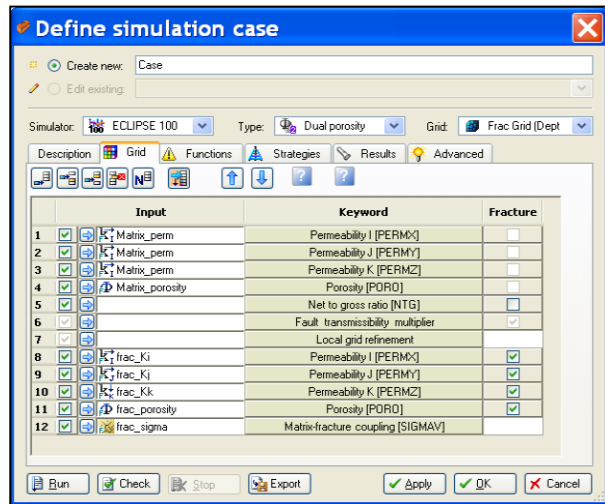 Define simulation case
Create new: Case
Edit existing:
Simulator: 100 ECLIPSE 100 Type: Dual porosity Grid: Frac Grid (Dept
Description Grid Functions Strategies Results Advanced
Input Keyword Fracture
1 Matrix_perm Permeability I [PERMX]
2 Matrix_perm Permeability J [PERMY]
3 Matrix_perm Permeability K [PERMZ]
4 Matrix_porosity Porosity [PORO]
5 Net to gross ratio [NTG]
6 Fault transmissibility multiplier
7 Local grid refinement
8 frac_Ki Permeability I [PERMX]
9 frac_Kj Permeability J [PERMY]
10 frac_Kk Permeability K [PERMZ]
11 frac_porosity Porosity [PORO]
12 frac_sigma Matrix-fracture coupling [SIGMAV]
Run Check Stop Export Apply OK Cancel